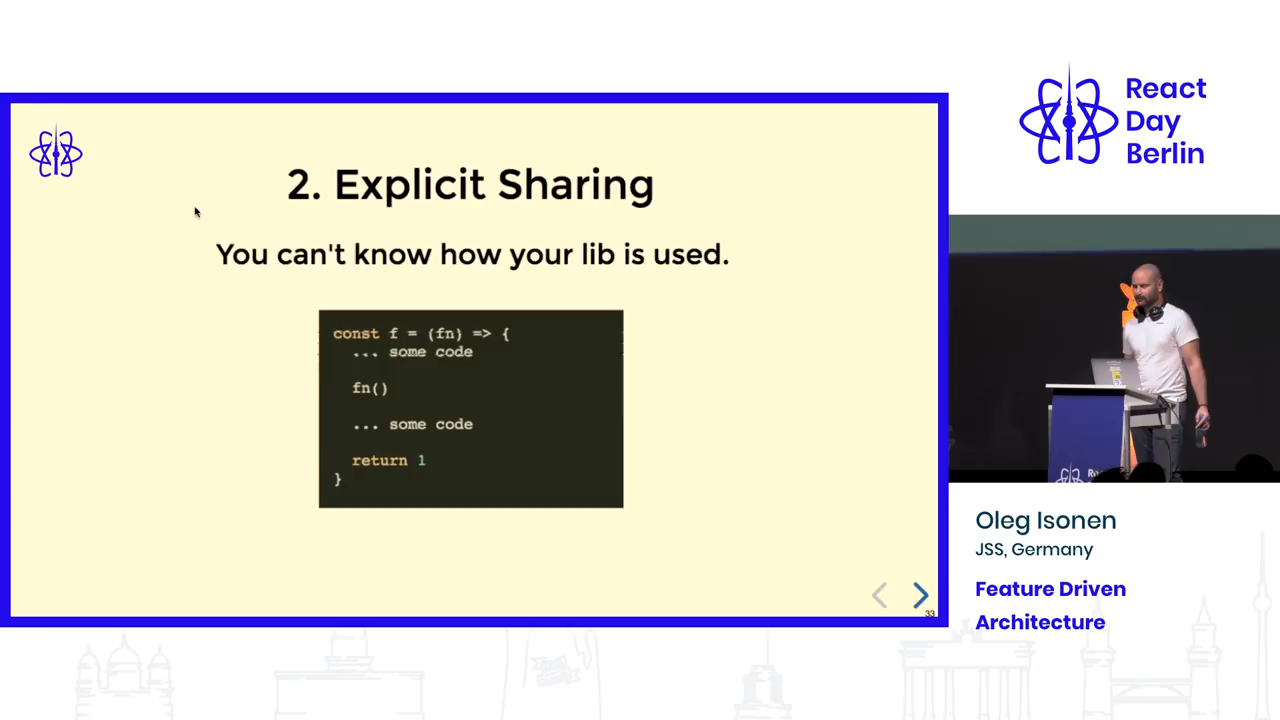 2. Explicit Sharing
You can't know how your lib is used.
const f = (fn) => {
... some code
fn()
... some code
return 1
}
33
React
Day
Berlin
Oleg Isonen
JSS, Germany
Feature Driven
Architecture